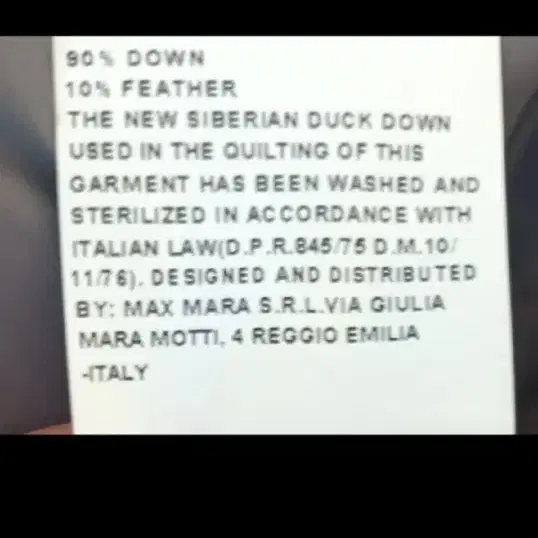 90% DOWN
10% FEATHER
THE NEW SIBERIAN DUCK DOWN
USED IN THE QUILTING OF THIS
GARMENT HAS BEEN WASHED AND
STERILIZED IN ACCORDANCE WITH
ITALIAN LAW(D.P.R.845/75 D.M.10/
11/76). DESIGNED AND DISTRIBUTED
BY: MAX MARA S.R.L.VIA GIULIA
MARA MOTTI, 4 REGGIO EMILIA
-ITALY